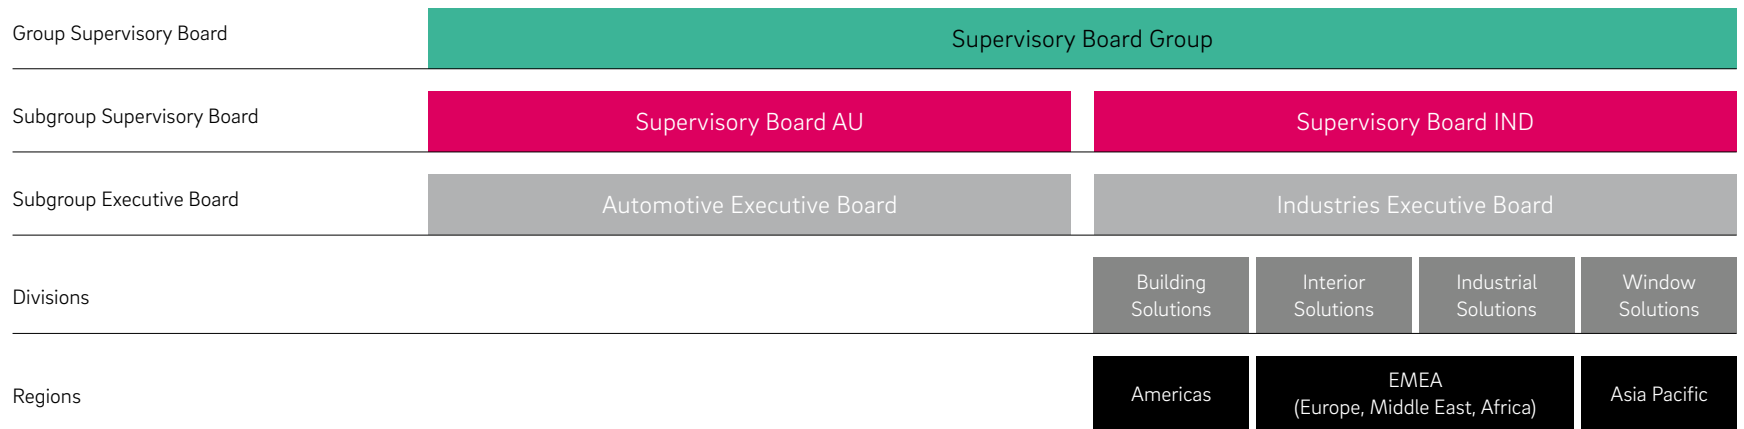 Group Supervisory Board
Supervisory Board Group
Subgroup Supervisory Board
Supervisory Board AU
Supervisory Board IND
Subgroup Executive Board
Automotive Executive Board
Industries Executive Board
Divisions
Building
Solutions
Interior
Solutions
Industrial
Solutions
Window
Solutions
Regions
Americas
EMEA
(Europe, Middle East, Africa)
Asia Pacific